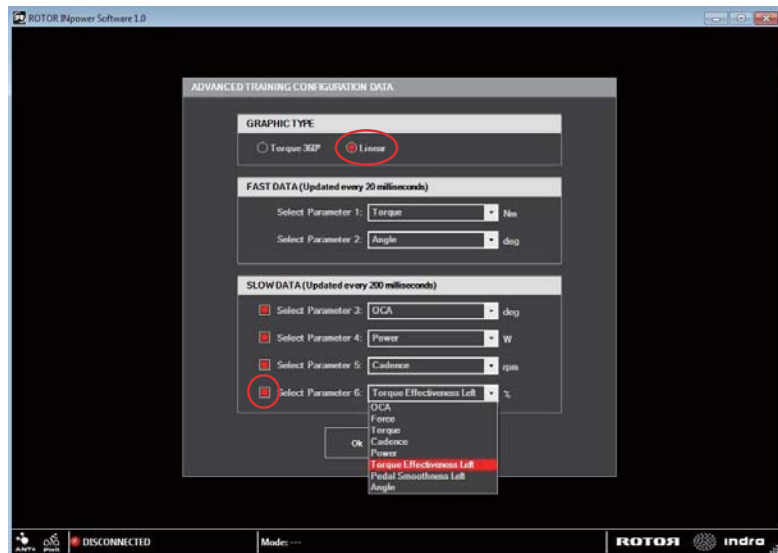 ROTOR INpower Software 1.0
ADVANCED TRAINING CONFIGURATION DATA
GRAPHIC TYPE
Torque 360º Linear
FAST DATA (Updated every 20 milliseconds)
Select Parameter 1: Torque Nm
Select Parameter 2: Angle deg
SLOW DATA (Updated every 200 milliseconds)
Select Parameter 3: OCA deg
Select Parameter 4: Power W
Select Parameter 5: Cadence rpm
Select Parameter 6: Torque Effectiveness Left %
OCA
Force
Torque
Ok
Cadence
Power
Torque Effectiveness Left
Pedal Smoothness Left
Angle
ANT+ PWR DISCONNECTED Mode: --- ROTOR indra